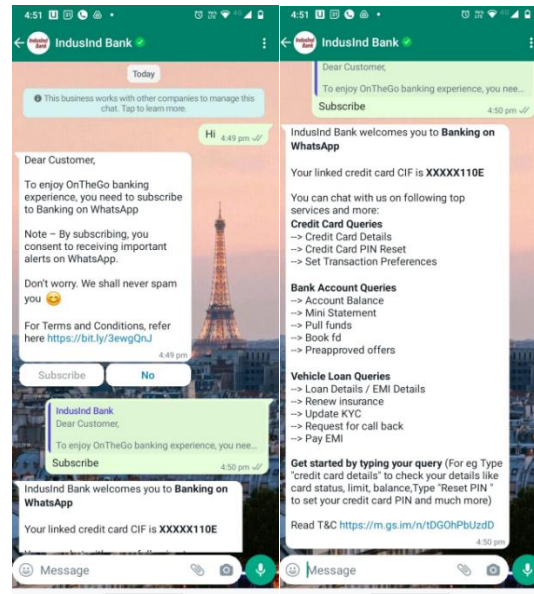 4:51
IndusInd Bank
Today
This business works with other companies to manage this
chat. Tap to learn more.
Hi 4:49 pm
Dear Customer,
To enjoy OnTheGo banking
experience, you need to subscribe
to Banking on WhatsApp
Note – By subscribing, you
consent to receiving important
alerts on WhatsApp.
Don't worry. We shall never spam
you 😊
For Terms and Conditions, refer
here https://bit.ly/3ewgQnJ
4:49 pm
Subscribe
No
IndusInd Bank
Dear Customer,
To enjoy OnTheGo banking experience, you nee...
Subscribe
4:50 pm
IndusInd Bank welcomes you to Banking on
WhatsApp
Your linked credit card CIF is XXXXX110E
Message
4:51
IndusInd Bank
Dear Customer,
To enjoy OnTheGo banking experience, you nee...
Subscribe
4:50 pm
IndusInd Bank welcomes you to Banking on
WhatsApp
Your linked credit card CIF is XXXXX110E
You can chat with us on following top
services and more:
Credit Card Queries
--> Credit Card Details
--> Credit Card PIN Reset
--> Set Transaction Preferences
Bank Account Queries
--> Account Balance
--> Mini Statement
--> Pull funds
--> Book fd
--> Preapproved offers
Vehicle Loan Queries
--> Loan Details / EMI Details
--> Renew insurance
--> Update KYC
--> Request for call back
--> Pay EMI
Get started by typing your query (For eg Type
"credit card details" to check your details like
card status, limit, balance,Type "Reset PIN "
to set your credit card PIN and much more)
Read T&C https://m.gs.im/n/tDGOhPbUzdD
4:50 pm
Message